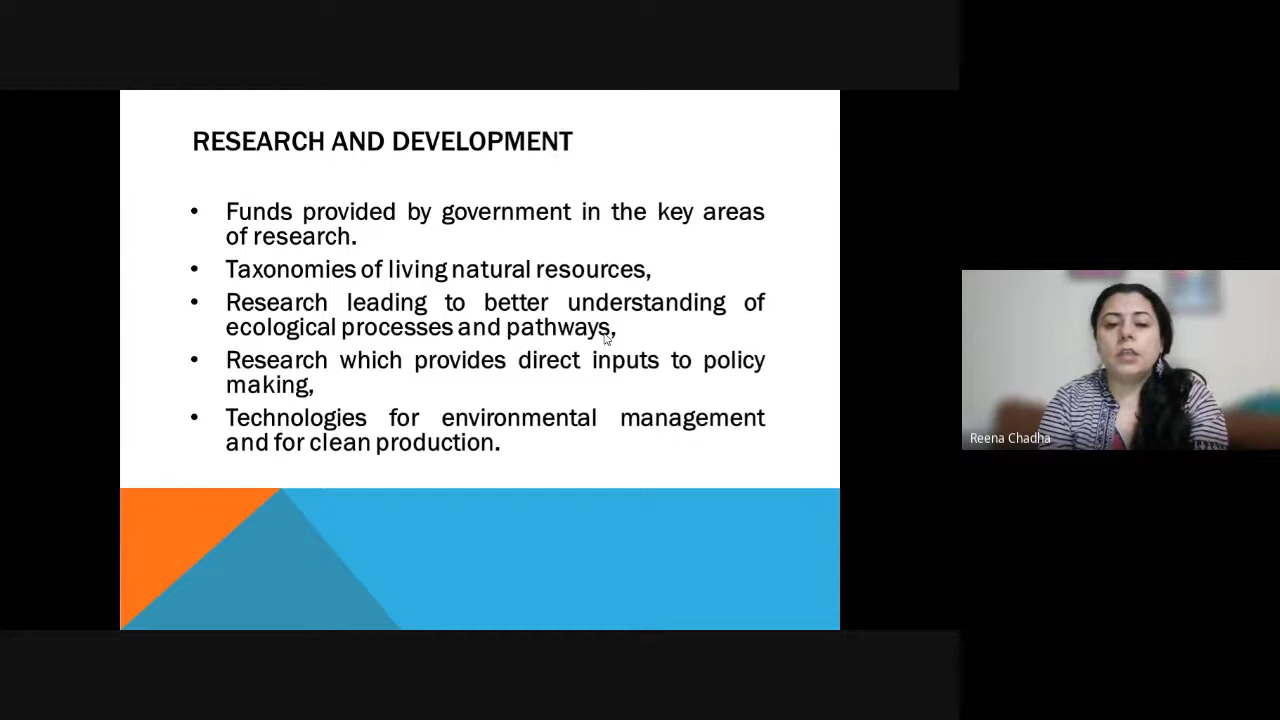 RESEARCH AND DEVELOPMENT
• Funds provided by government in the key areas
of research.
• Taxonomies of living natural resources,
• Research leading to better understanding of
ecological processes and pathways,
• Research which provides direct inputs to policy
making,
• Technologies for environmental management
and for clean production.
Reena Chadha